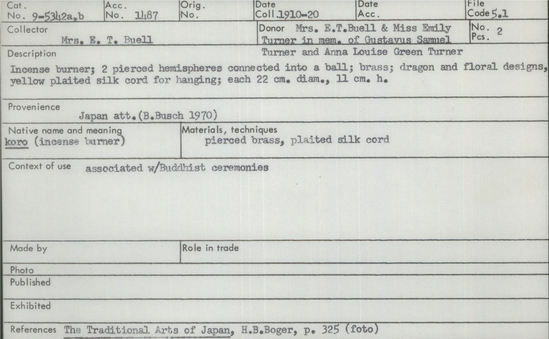 Cat. No. 9-5342a,b Acc. No. 1487 Orig. No. Date Coll. 1910-20 Date Acc. File Code 5.1
Collector Mrs. E. T. Buell
Donor Mrs. E.T.Buell & Miss Emily
Turner in mem. of Gustavus Samuel
Turner and Anna Louise Green Turner
No. Pcs. 2
Description
Incense burner; 2 pierced hemispheres connected into a ball; brass; dragon and floral designs,
yellow plaited silk cord for hanging; each 22 cm. diam., 11 cm. h.
Provenience
Japan att.(B.Busch 1970)
Native name and meaning
koro (incense burner)
Materials, techniques
pierced brass, plaited silk cord
Context of use associated w/Buddhist ceremonies
Made by Role in trade
Photo
Published
Exhibited
References The Traditional Arts of Japan, H.B.Boger, p. 325 (foto)